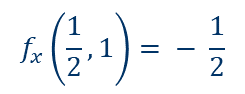 f_x(1/2, 1) = - 1/2